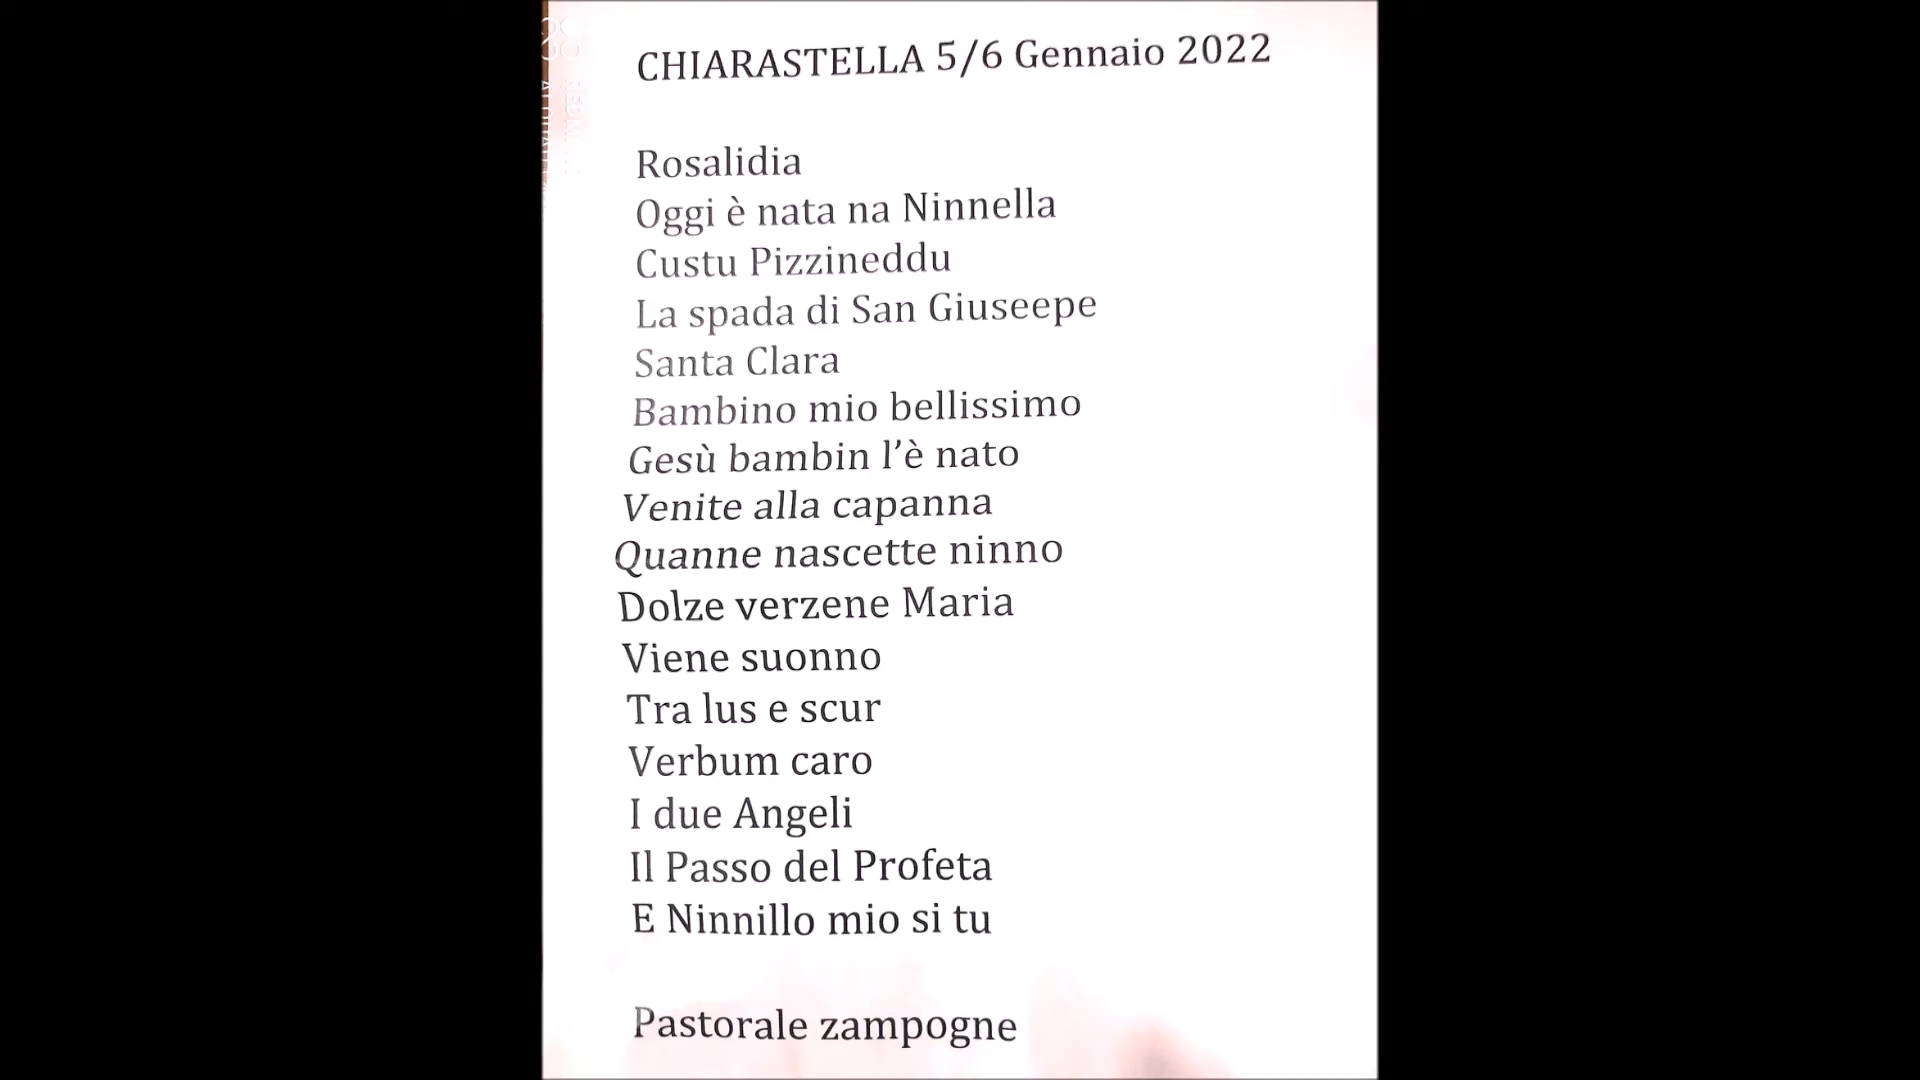 CHIARASTELLA 5/6 Gennaio 2022
Rosalidia
Oggi è nata na Ninnella
Custu Pizzineddu
La spada di San Giuseepe
Santa Clara
Bambino mio bellissimo
Gesù bambin l'è nato
Venite alla capanna
Quanne nascette ninno
Dolze verzene Maria
Viene suonno
Tra lus e scur
Verbum caro
I due Angeli
Il Passo del Profeta
E Ninnillo mio si tu
Pastorale zampogne